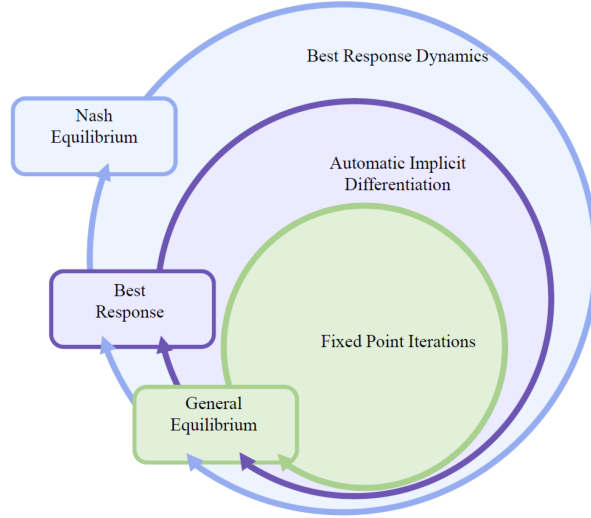 Best Response Dynamics
Nash
Equilibrium
Automatic Implicit
Differentiation
Best
Response
Fixed Point Iterations
General
Equilibrium